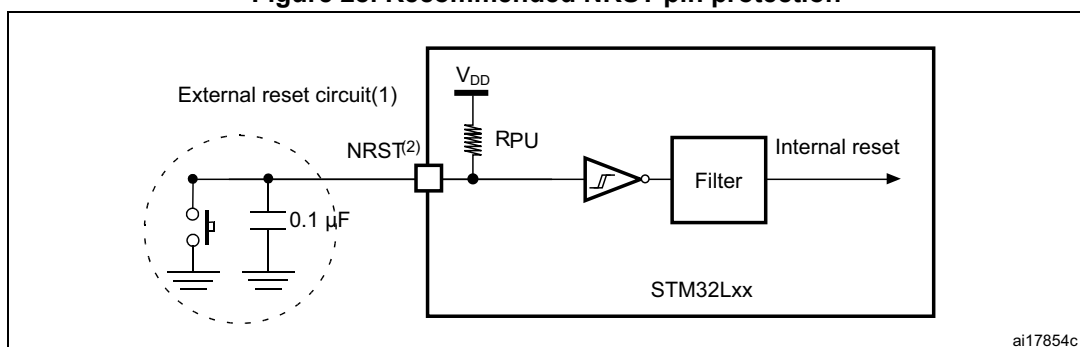 Figure Recommended NRST pin protection
VDD
External reset circuit(1)
NRST(2)
RPU
Internal reset
Filter
0.1 µF
STM32Lxx
ai17854c